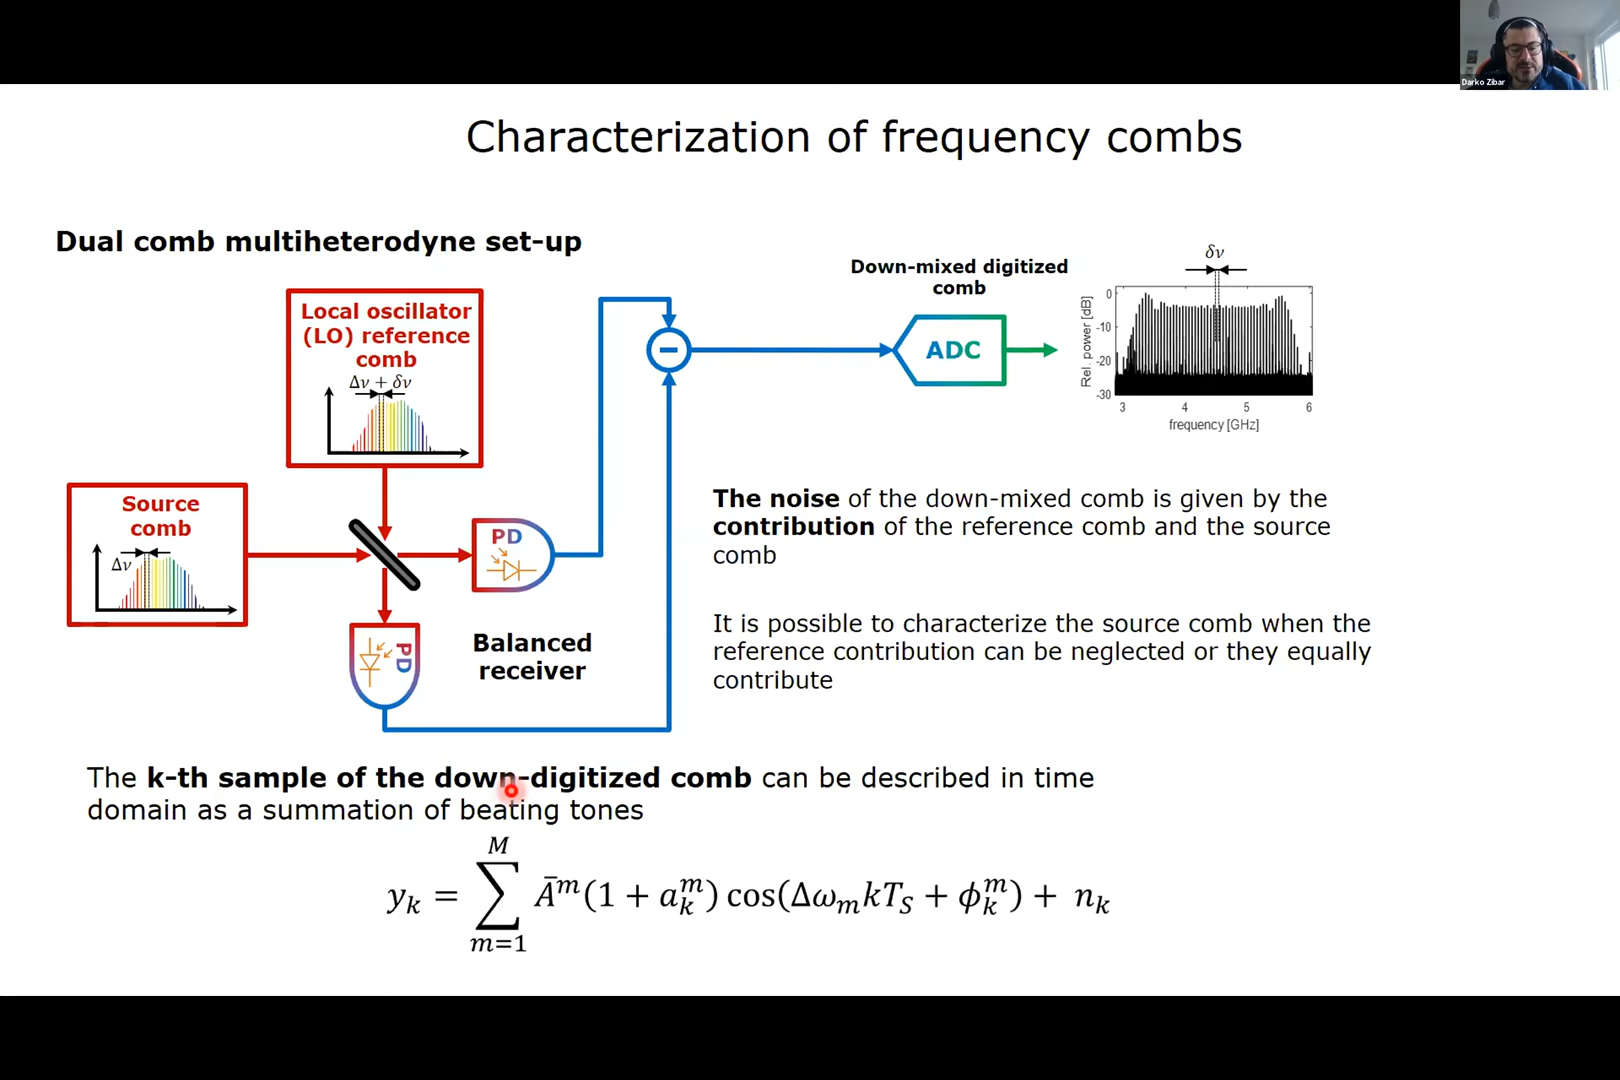 Darko Zibar
Characterization of frequency combs
Dual comb multiheterodyne set-up
Local oscillator
(LO) reference
comb
Δν + δν
Source
comb
Δν
PD
PD
Balanced
receiver
−
Down-mixed digitized
comb
ADC
δν
Rel. power [dB]
0
-10
-20
-30
3 4 5 6
frequency [GHz]
The noise of the down-mixed comb is given by the
contribution of the reference comb and the source
comb
It is possible to characterize the source comb when the
reference contribution can be neglected or they equally
contribute
The k-th sample of the down-digitized comb can be described in time
domain as a summation of beating tones
$y_k = \sum_{m=1}^{M} \bar{A}^m (1 + a_k^m) \cos(\Delta\omega_m k T_S + \phi_k^m) + n_k$